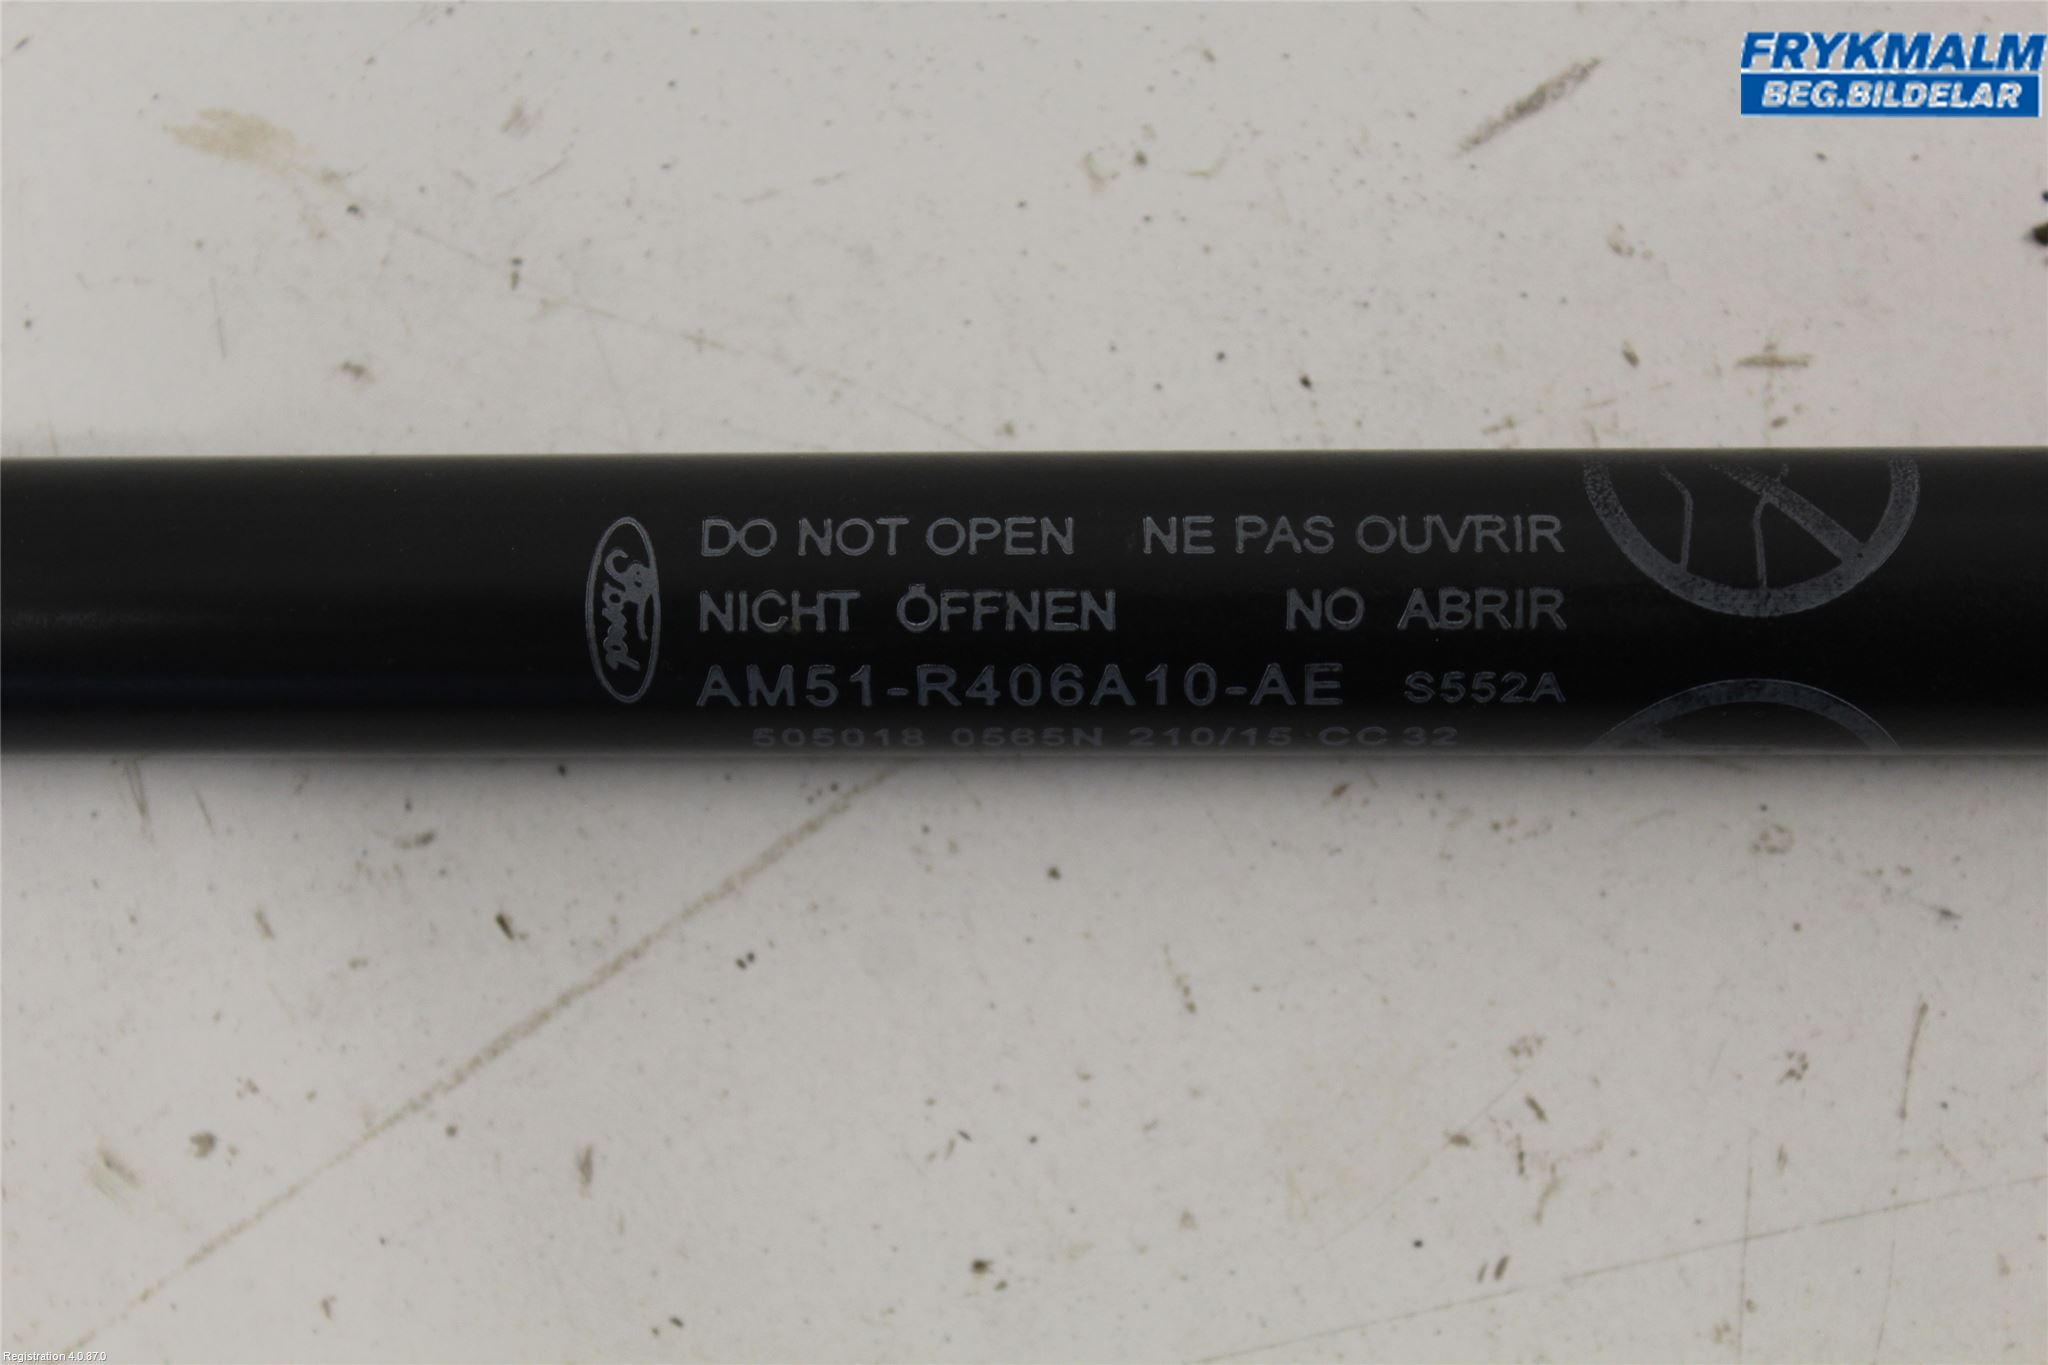 FRYKMALM
BEG.BILDELAR
Ford
DO NOT OPEN NE PAS OUVRIR
NICHT ÖFFNEN NO ABRIR
AM51-R406A10-AE S552A
505018 0565N 210/15 CC 32
Registration 4.0.87.0